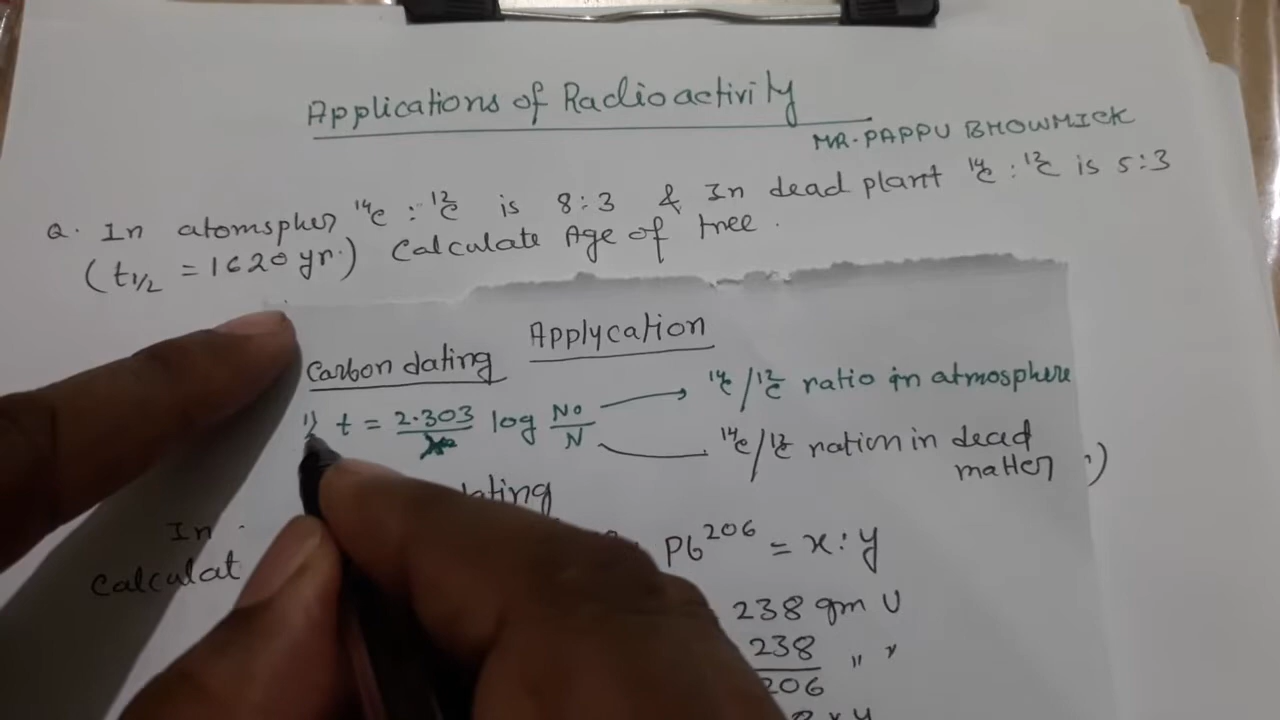 Applications of Radioactivity
MR. PAPPU BHOWMICK
Q. In atomspher ¹⁴C : ¹²C is 8:3 & In dead plant ¹⁴C : ¹²C is 5:3
(t1/2 = 1620 yr.) Calculate Age of tree.
Applycation
Carbon dating
1) t = 2.303 / log No/N
¹⁴C/¹²C ratio in atmosphere
¹⁴C/¹²C ration in dead
matter
In
Calculat
Pb²⁰⁶ = x:y
238 gm U
238/206 " "